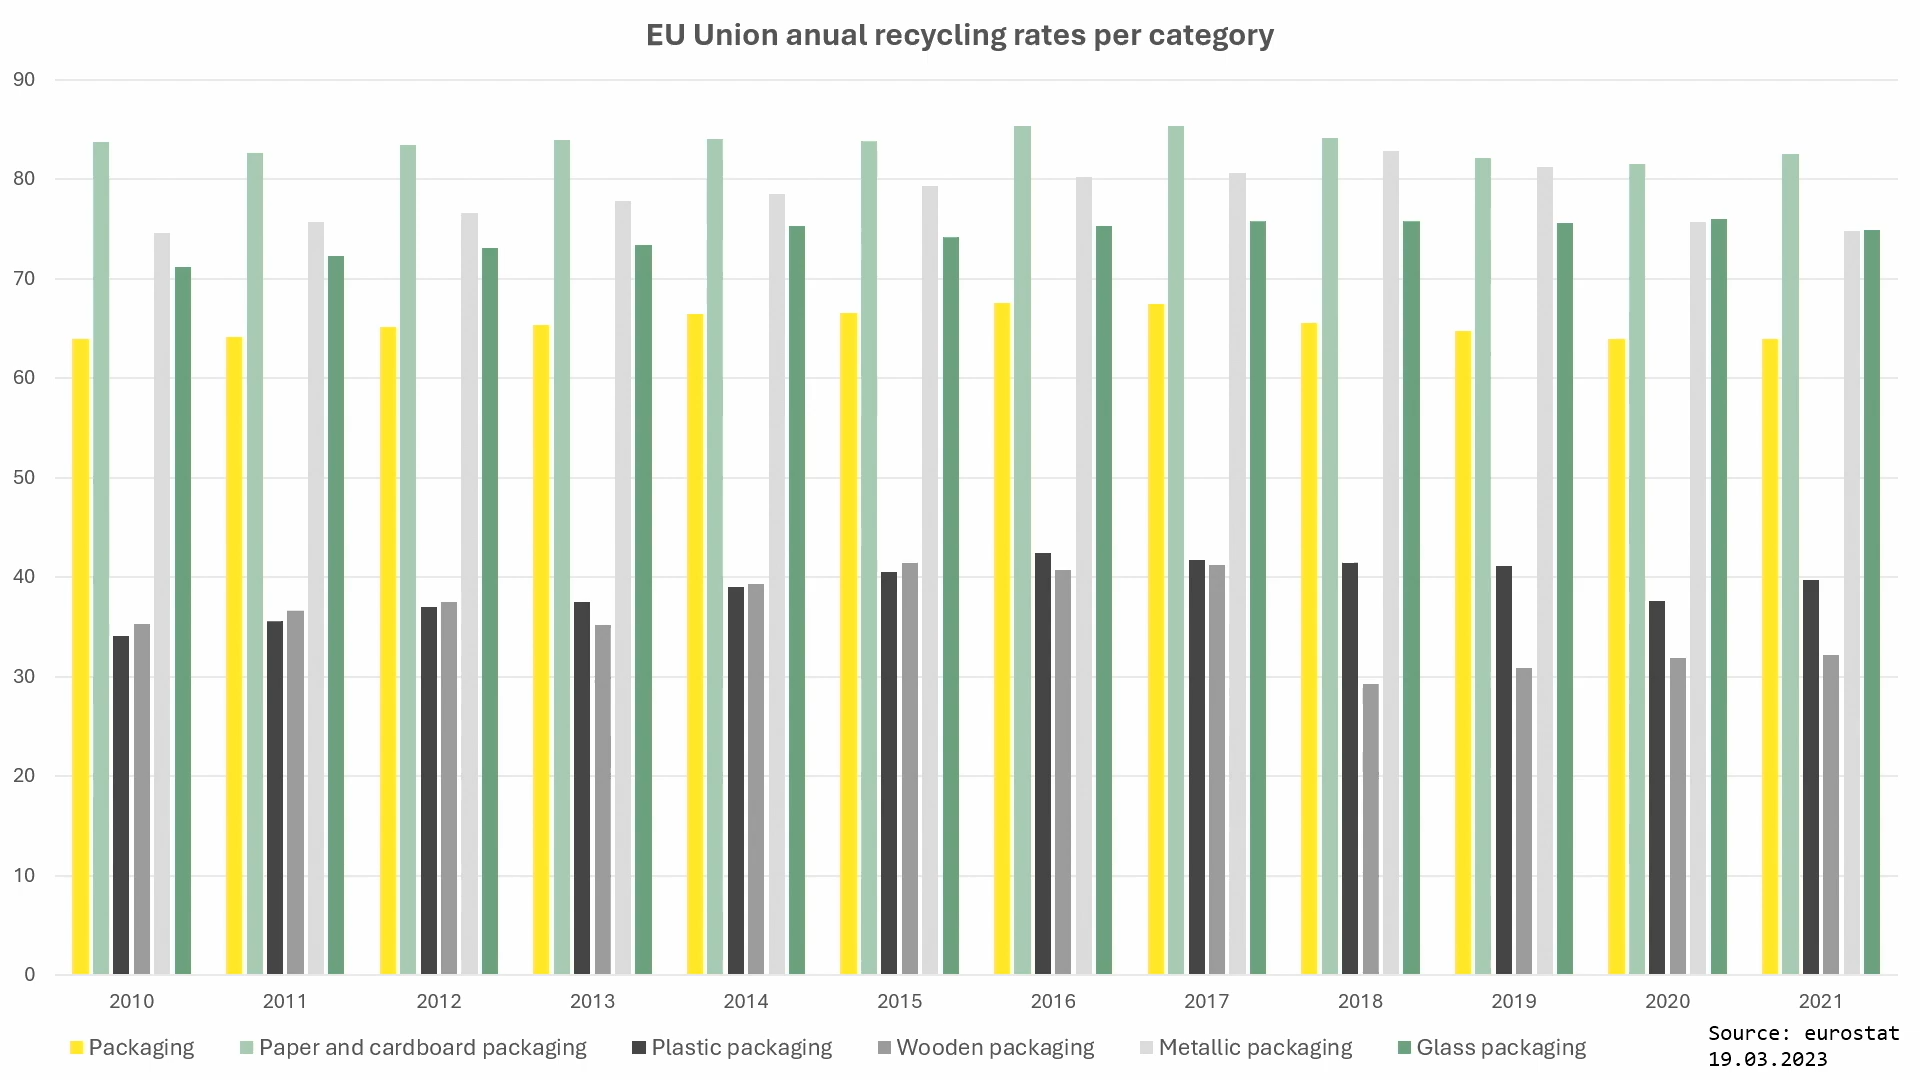 EU Union anual recycling rates per category
90
80
70
60
50
40
30
20
10
0
2010 2011 2012 2013 2014 2015 2016 2017 2018 2019 2020 2021
Packaging Paper and cardboard packaging Plastic packaging Wooden packaging Metallic packaging Glass packaging
Source: eurostat
19.03.2023